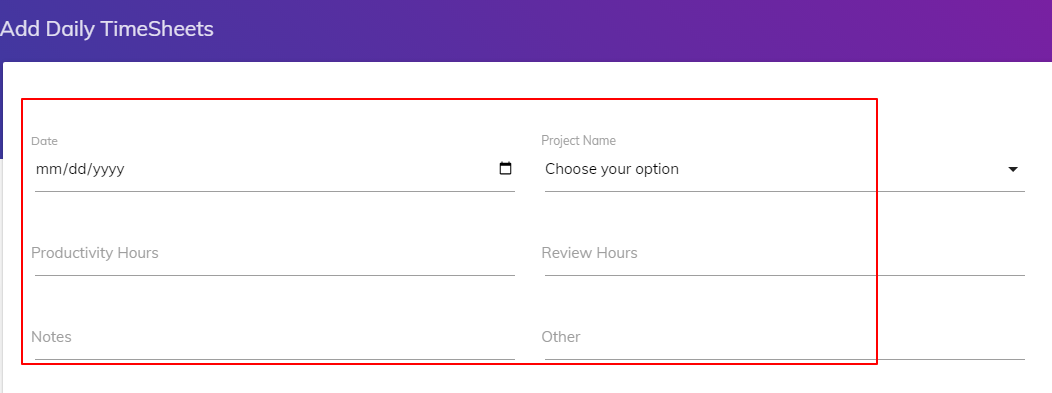 Add Daily TimeSheets
Date
Project Name
mm/dd/yyyy
Choose your option
Productivity Hours
Review Hours
Notes
Other